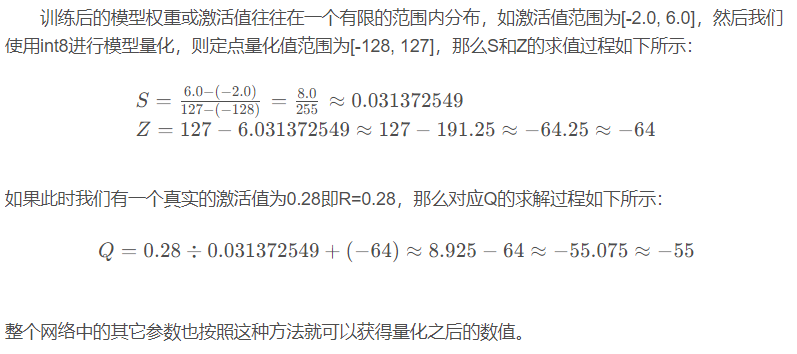 训练后的模型权重或激活值往往在一个有限的范围内分布，如激活值范围为[-2.0, 6.0]，然后我们
使用int8进行模型量化，则定点量化值范围为[-128, 127]，那么S和Z的求值过程如下所示：
S = \frac{6.0-(-2.0)}{127-(-128)} = \frac{8.0}{255} ≈ 0.031372549
Z = 127 − 6.031372549 ≈ 127 − 191.25 ≈ −64.25 ≈ −64
如果此时我们有一个真实的激活值为0.28即R=0.28，那么对应Q的求解过程如下所示：
Q = 0.28 ÷ 0.031372549 + (−64) ≈ 8.925 − 64 ≈ −55.075 ≈ −55
整个网络中的其它参数也按照这种方法就可以获得量化之后的数值。